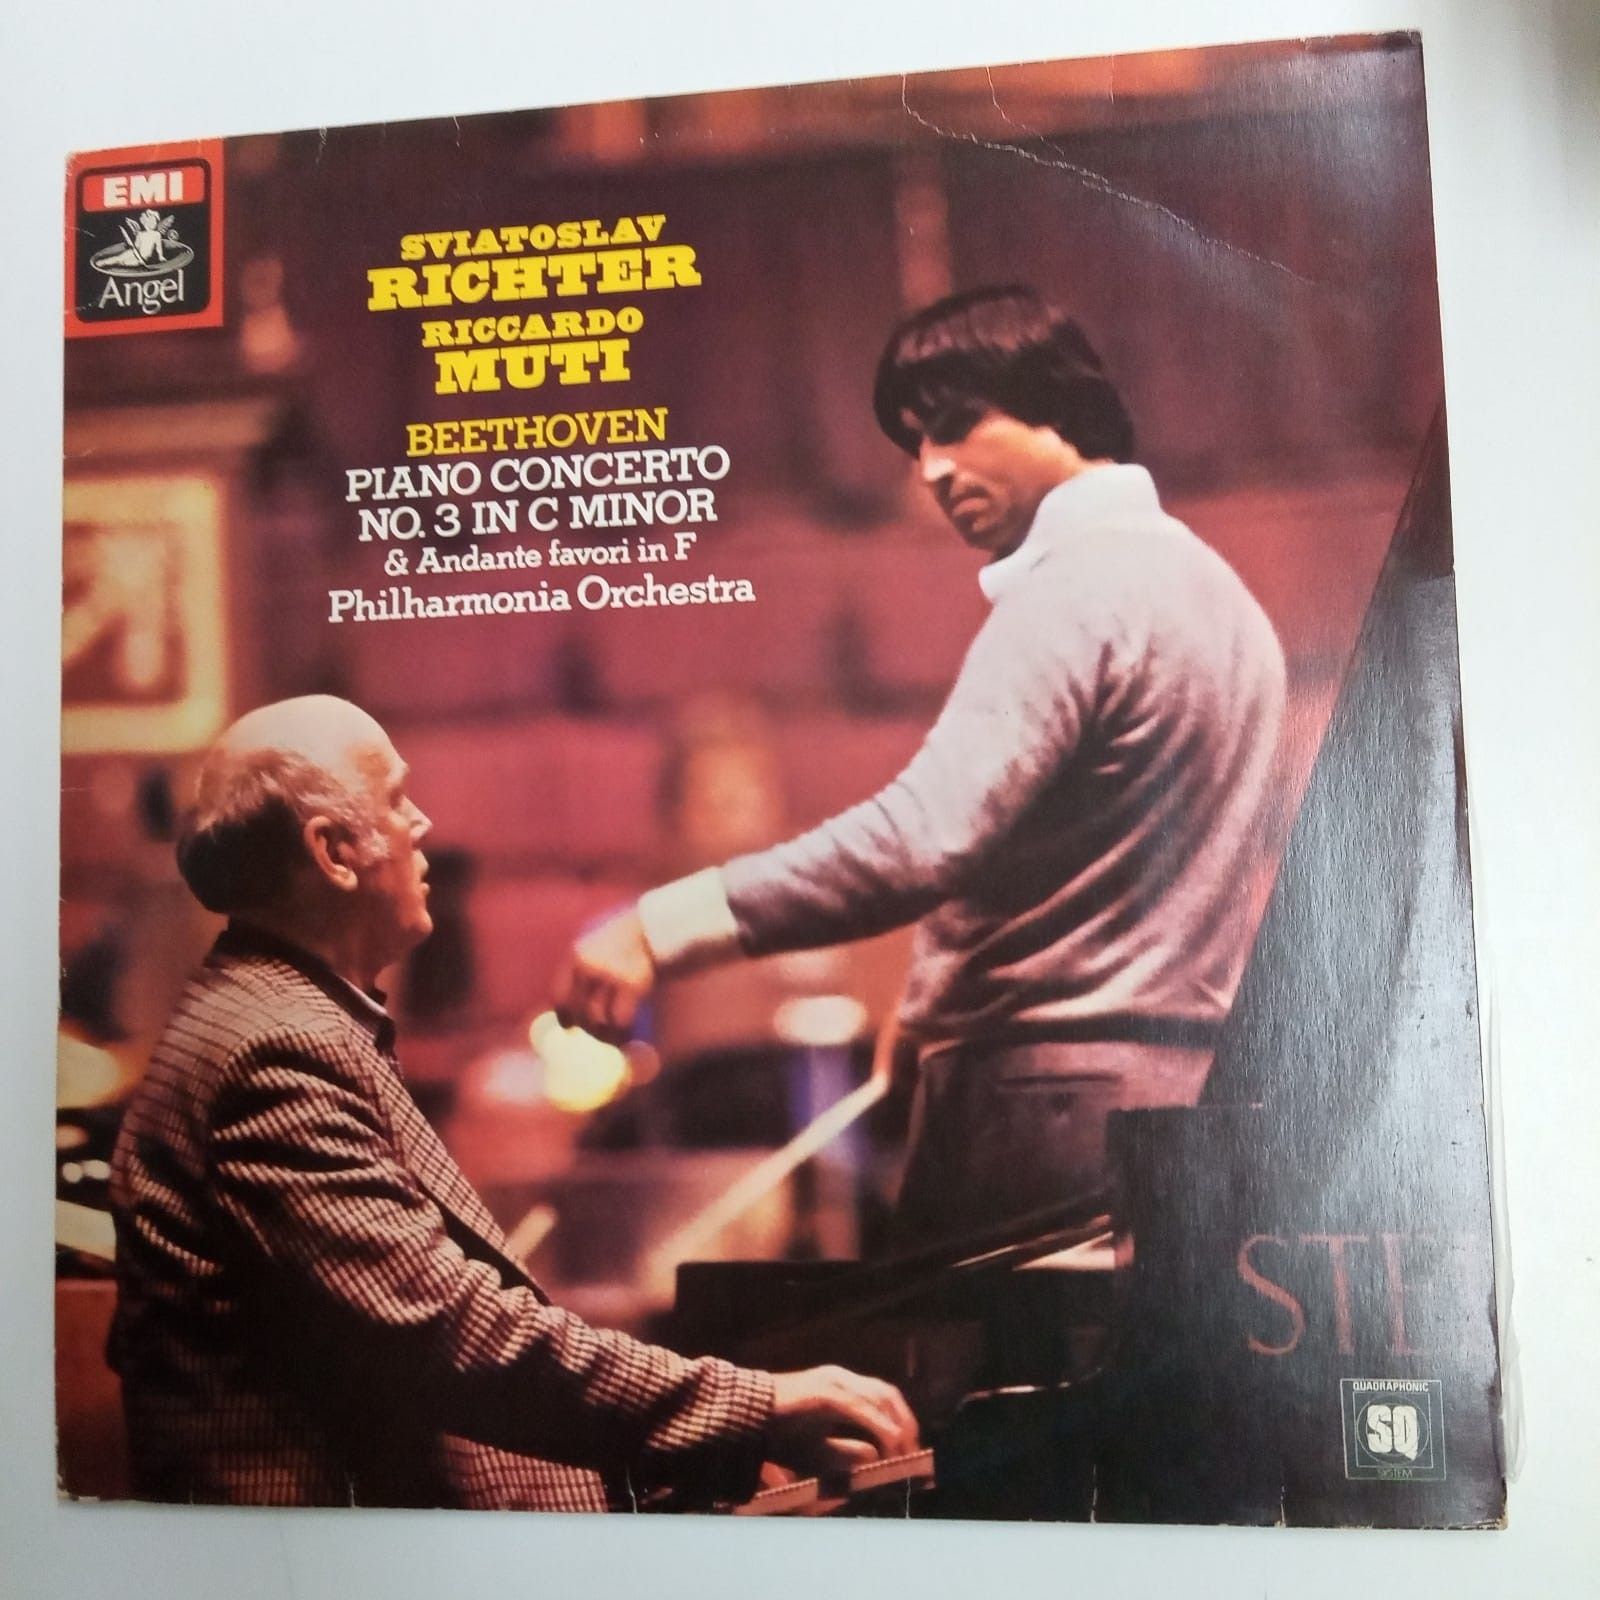 EMI
Angel
SVIATOSLAV
RICHTER
RICCARDO
MUTI
BEETHOVEN
PIANO CONCERTO
NO. 3 IN C MINOR
& Andante favori in F
Philharmonia Orchestra
STE
QUADRAPHONIC
SQ
SYSTEM